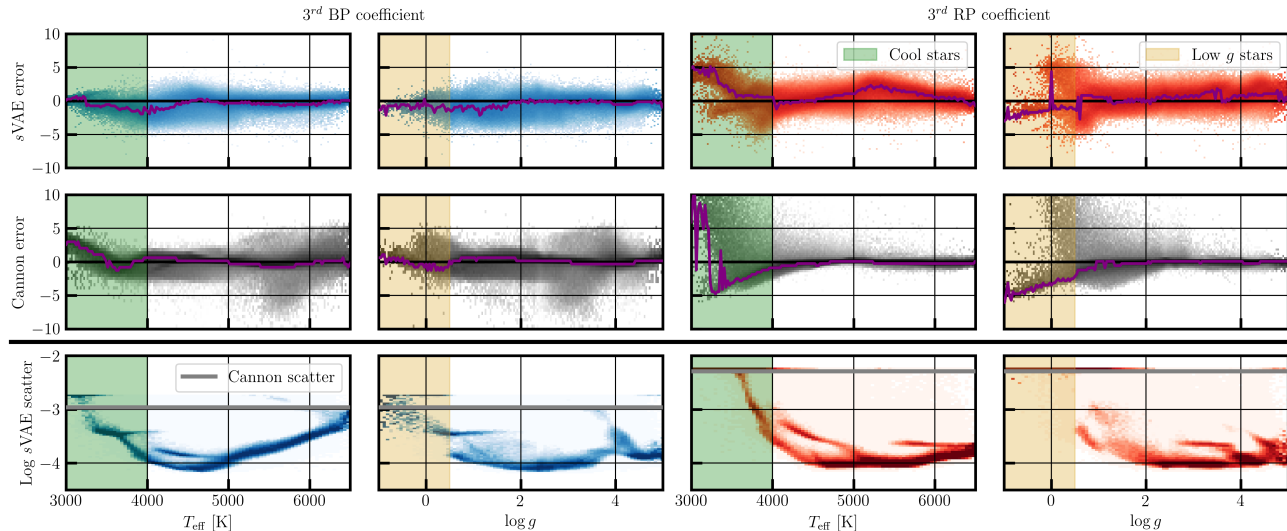 3rd BP coefficient
3rd RP coefficient
10
5
0
−5
−10
sVAE error
Cool stars
Low g stars
10
5
0
−5
−10
Cannon error
−2
−3
−4
Log sVAE scatter
Cannon scatter
3000 4000 5000 6000
0 2 4
3000 4000 5000 6000
0 2 4
Teff [K]
log g
Teff [K]
log g